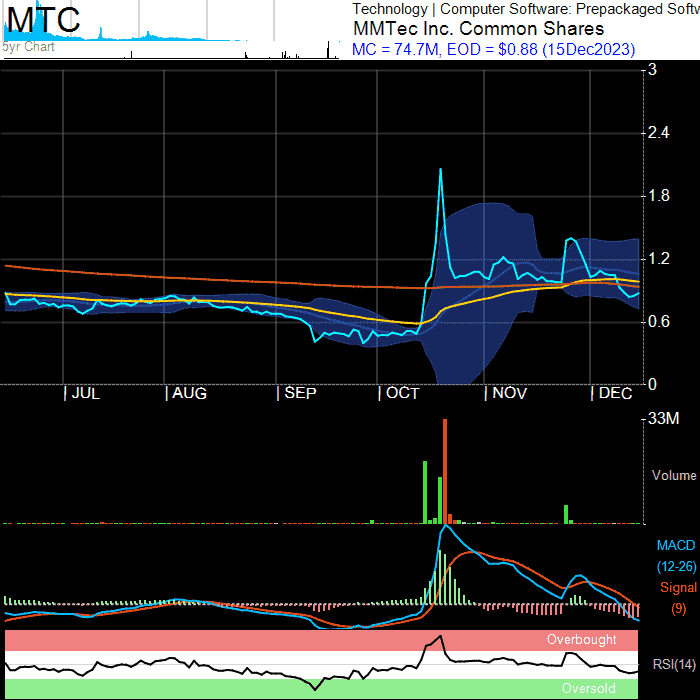 MTC
Technology | Computer Software: Prepackaged Softw
MMTec Inc. Common Shares
5yr Chart
MC = 74.7M, EOD = $0.88 (15Dec2023)
3
2.4
1.8
1.2
0.6
0
| JUL | AUG | SEP | OCT | NOV | DEC
33M
Volume
MACD
(12-26)
Signal
(9)
Overbought
RSI(14)
Oversold